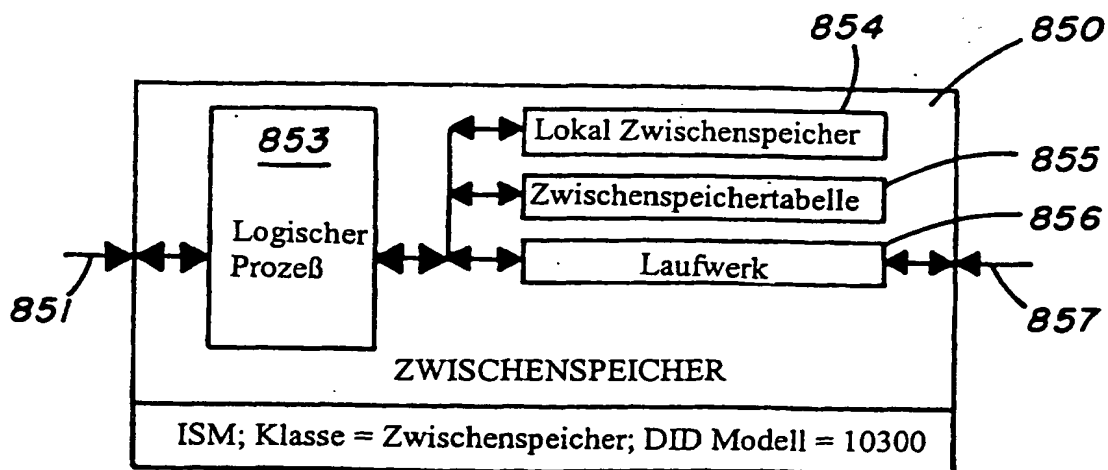 854
850
853
Lokal Zwischenspeicher
855
Zwischenspeichertabelle
856
Logischer
Prozeß
Laufwerk
851
857
ZWISCHENSPEICHER
ISM; Klasse = Zwischenspeicher; DID Modell = 10300